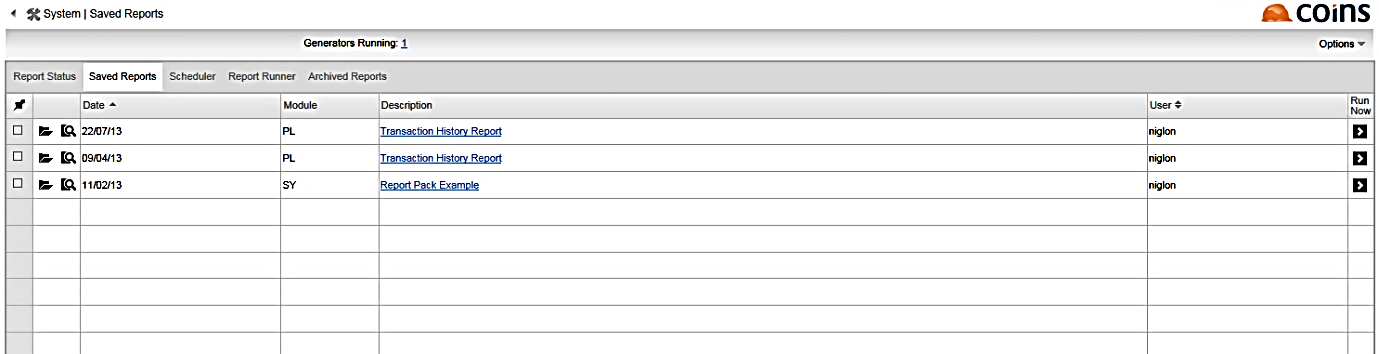 System | Saved Reports
coins
Generators Running: 1
Options
Report Status Saved Reports Scheduler Report Runner Archived Reports
Date Module Description User Run Now
22/07/13 PL Transaction History Report niglon
09/04/13 PL Transaction History Report niglon
11/02/13 SY Report Pack Example niglon